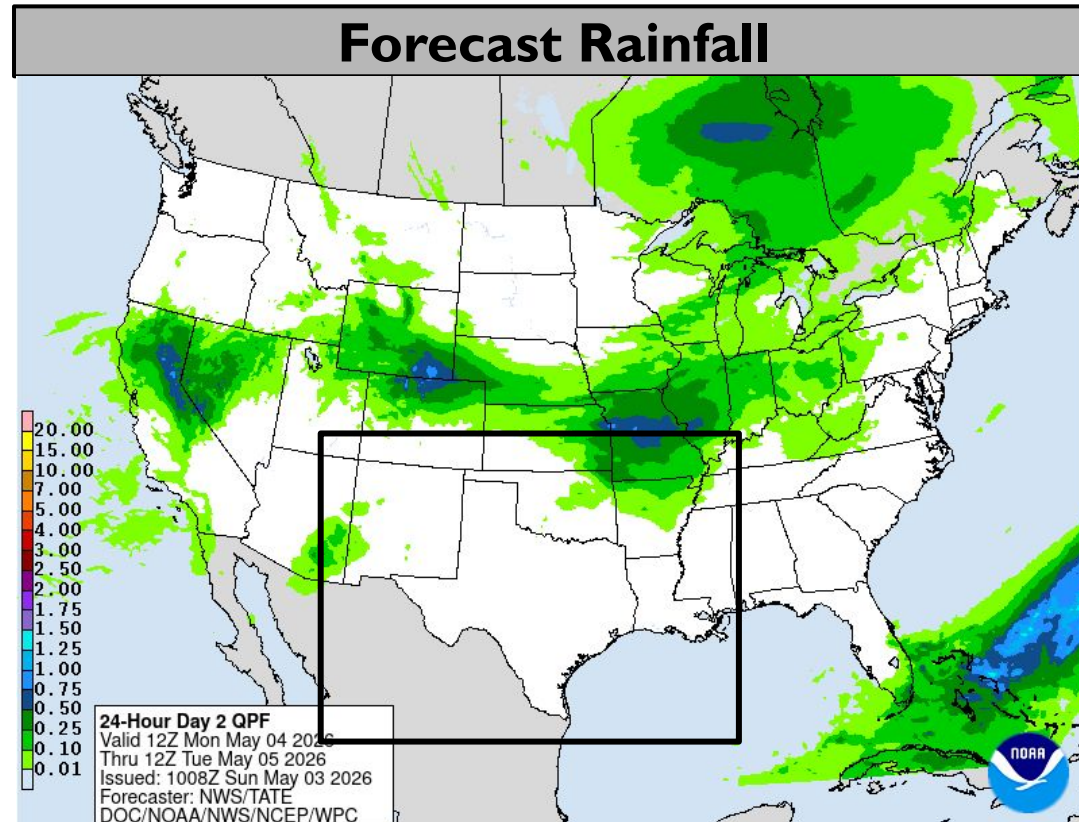 Forecast Rainfall
20.00
15.00
10.00
7.00
5.00
4.00
3.00
2.50
2.00
1.75
1.50
1.25
1.00
0.75
0.50
0.25
0.10
0.01
24-Hour Day 2 QPF
Valid 12Z Mon May 04 2026
Thru 12Z Tue May 05 2026
Issued: 1008Z Sun May 03 2026
Forecaster: NWS/TATE
DOC/NOAA/NWS/NCEP/WPC
NOAA